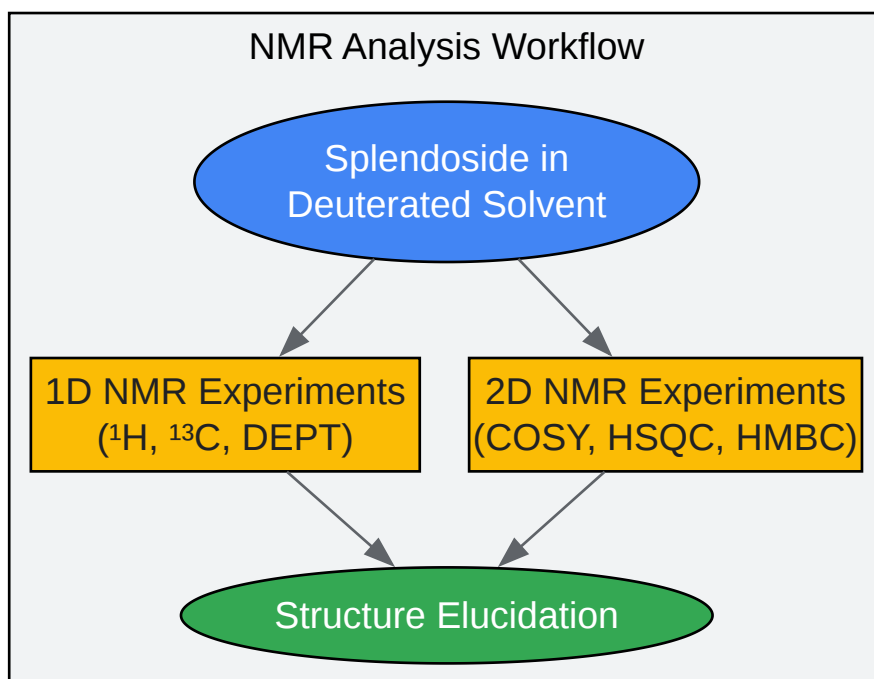 NMR Analysis Workflow
Splendoside in
Deuterated Solvent
1D NMR Experiments
(¹H, ¹³C, DEPT)
2D NMR Experiments
(COSY, HSQC, HMBC)
Structure Elucidation